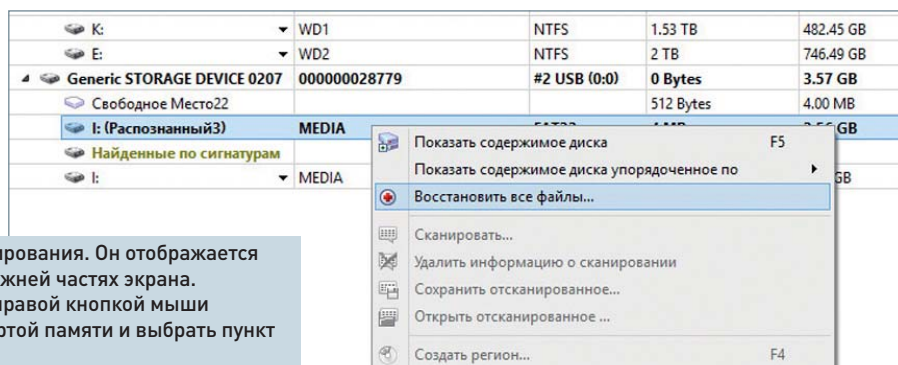 K: WD1 NTFS 1.53 TB 482.45 GB
E: WD2 NTFS 2 TB 746.49 GB
Generic STORAGE DEVICE 0207 000000028779 #2 USB (0:0) 0 Bytes 3.57 GB
Свободное Место22 512 Bytes 4.00 MB
I: (Распознанный3) MEDIA GB
Найденные по сигнатурам
I: MEDIA GB
Показать содержимое диска F5
Показать содержимое диска упорядоченное по
Восстановить все файлы...
Сканировать...
Удалить информацию о сканировании
Сохранить отсканированное...
Открыть отсканированное ...
Создать регион... F4
ирования. Он отображается
жней частях экрана.
правой кнопкой мыши
ртой памяти и выбрать пункт